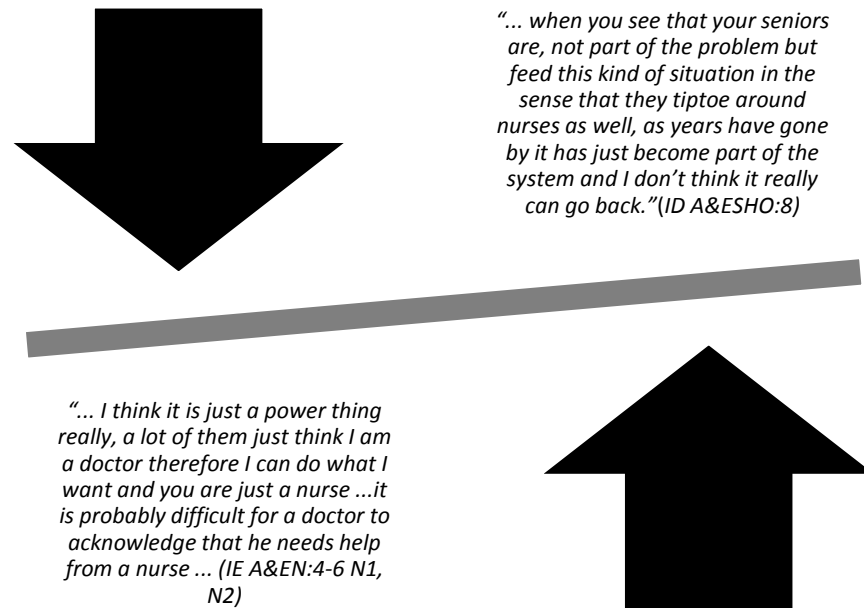 “... when you see that your seniors
are, not part of the problem but
feed this kind of situation in the
sense that they tiptoe around
nurses as well, as years have gone
by it has just become part of the
system and I don’t think it really
can go back.”(ID A&ESHO:8)
“... I think it is just a power thing
really, a lot of them just think I am
a doctor therefore I can do what I
want and you are just a nurse ...it
is probably difficult for a doctor to
acknowledge that he needs help
from a nurse ... (IE A&EN:4-6 N1,
N2)